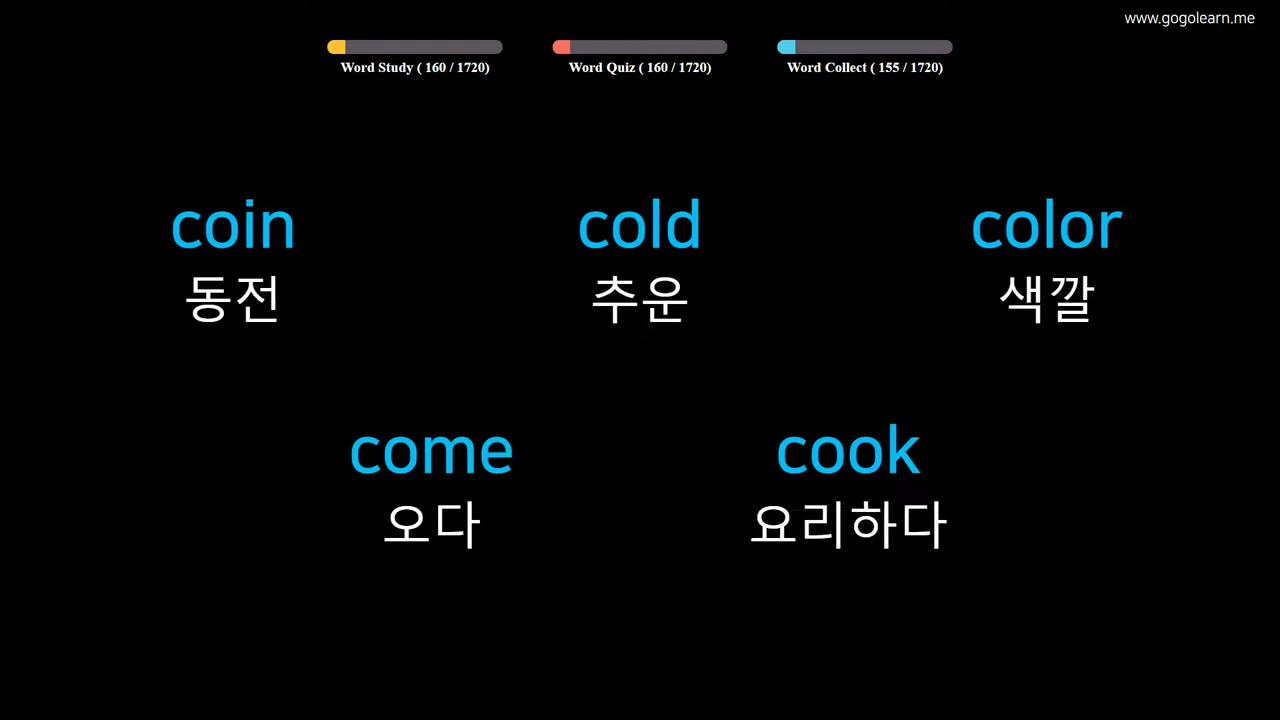 www.gogolearn.me
Word Study ( 160 / 1720)
Word Quiz ( 160 / 1720)
Word Collect ( 155 / 1720)
coin
동전
cold
추운
color
색깔
come
오다
cook
요리하다